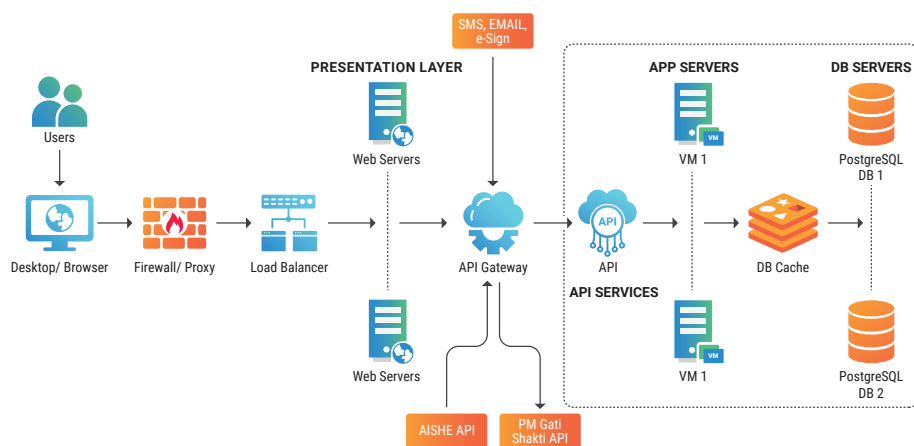 SMS, EMAIL,
e-Sign
PRESENTATION LAYER
APP SERVERS
DB SERVERS
Users
Web Servers
VM
VM 1
PostgreSQL
DB 1
API
Desktop/ Browser
Firewall/ Proxy
Load Balancer
API Gateway
API
DB Cache
API SERVICES
Web Servers
VM
VM 1
PostgreSQL
DB 2
AISHE API
PM Gati
Shakti API